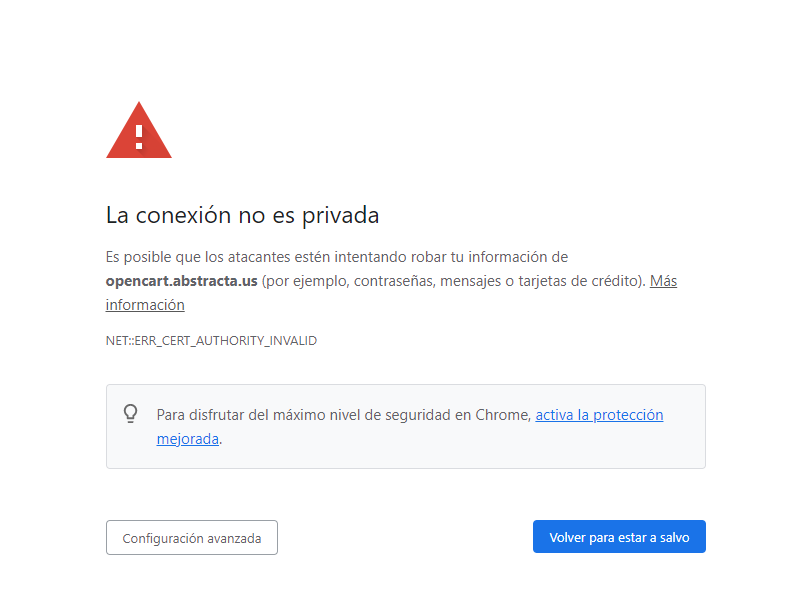 La conexión no es privada
Es posible que los atacantes estén intentando robar tu información de
opencart.abstracta.us (por ejemplo, contraseñas, mensajes o tarjetas de crédito). Más
información
NET::ERR_CERT_AUTHORITY_INVALID
Para disfrutar del máximo nivel de seguridad en Chrome, activa la protección
mejorada.
Configuración avanzada
Volver para estar a salvo